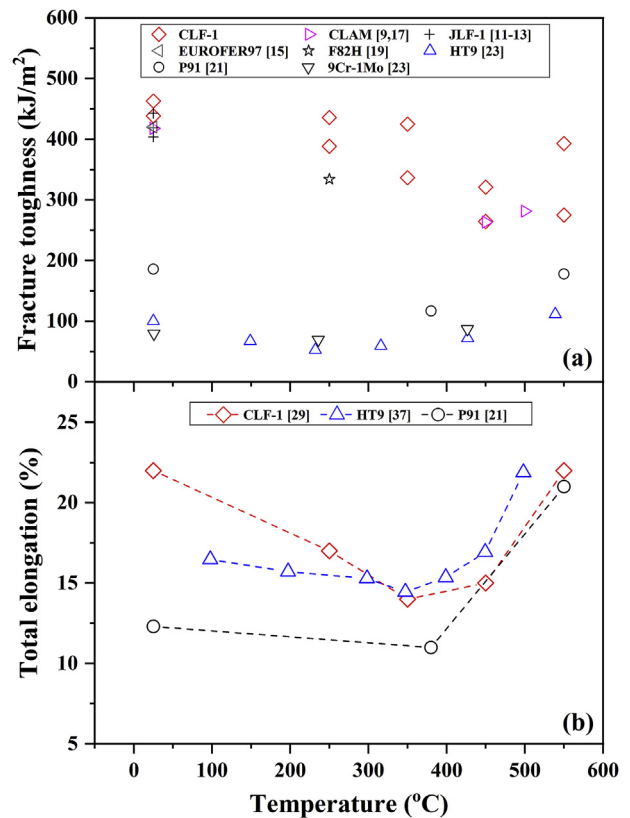 CLF-1 CLAM [9,17] JLF-1 [11-13]
EUROFER97 [15] F82H [19] HT9 [23]
P91 [21] 9Cr-1Mo [23]
Fracture toughness (kJ/m²)
600
500
400
300
200
100
0
(a)
CLF-1 [29] HT9 [37] P91 [21]
Total elongation (%)
25
20
15
10
5
(b)
0 100 200 300 400 500 600
Temperature (°C)